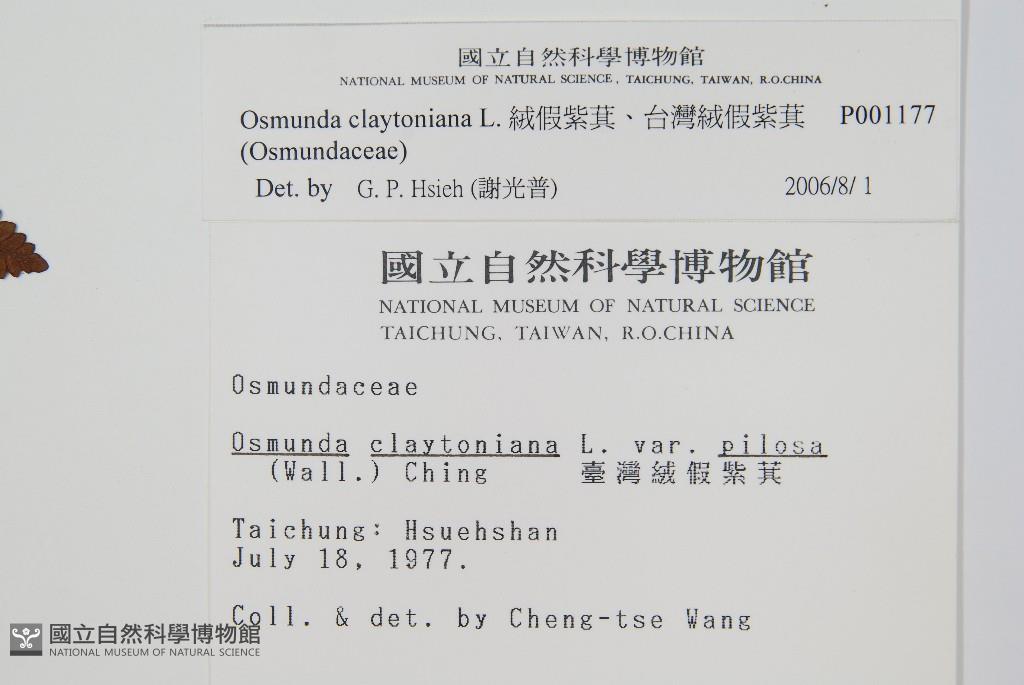 國立自然科學博物館
NATIONAL MUSEUM OF NATURAL SCIENCE, TAICHUNG, TAIWAN, R.O.CHINA
Osmunda claytoniana L. 絨假紫萁、台灣絨假紫萁 P001177
(Osmundaceae)
Det. by G. P. Hsieh (謝光普) 2006/8/ 1
國立自然科學博物館
NATIONAL MUSEUM OF NATURAL SCIENCE
TAICHUNG, TAIWAN, R.O.CHINA
Osmundaceae
Osmunda claytoniana L. var. pilosa
(Wall.) Ching 臺灣絨假紫萁
Taichung: Hsuehshan
July 18, 1977.
Coll. & det. by Cheng-tse Wang
國立自然科學博物館
NATIONAL MUSEUM OF NATURAL SCIENCE